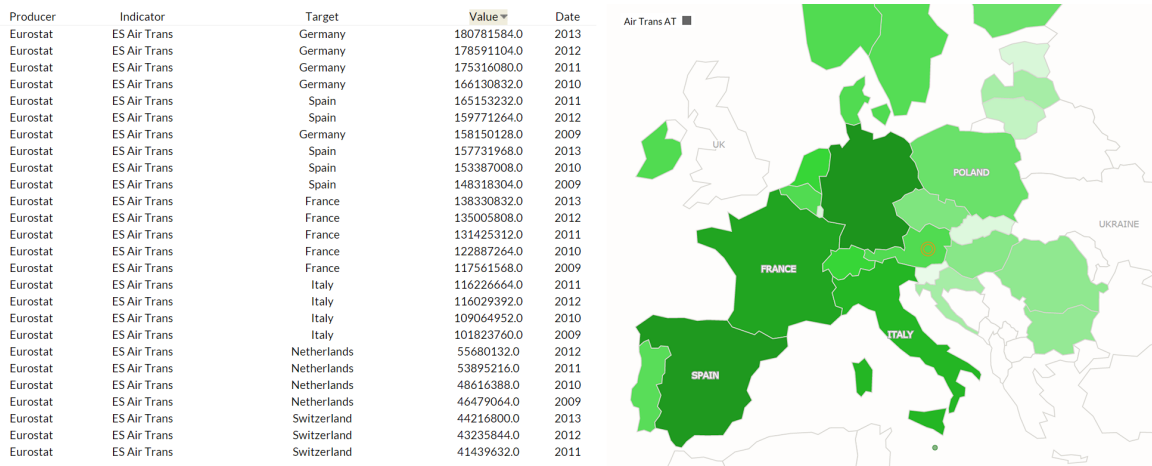 Producer Indicator Target Value Date
Eurostat ES Air Trans Germany 180781584.0 2013
Eurostat ES Air Trans Germany 178591104.0 2012
Eurostat ES Air Trans Germany 175316080.0 2011
Eurostat ES Air Trans Germany 166130832.0 2010
Eurostat ES Air Trans Spain 165153232.0 2011
Eurostat ES Air Trans Spain 159771264.0 2012
Eurostat ES Air Trans Germany 158150128.0 2009
Eurostat ES Air Trans Spain 157731968.0 2013
Eurostat ES Air Trans Spain 153387008.0 2010
Eurostat ES Air Trans Spain 148318304.0 2009
Eurostat ES Air Trans France 138330832.0 2013
Eurostat ES Air Trans France 135005808.0 2012
Eurostat ES Air Trans France 131425312.0 2011
Eurostat ES Air Trans France 122887264.0 2010
Eurostat ES Air Trans France 117561568.0 2009
Eurostat ES Air Trans Italy 116226664.0 2011
Eurostat ES Air Trans Italy 116029392.0 2012
Eurostat ES Air Trans Italy 109064952.0 2010
Eurostat ES Air Trans Italy 101823760.0 2009
Eurostat ES Air Trans Netherlands 55680132.0 2012
Eurostat ES Air Trans Netherlands 53895216.0 2011
Eurostat ES Air Trans Netherlands 48616388.0 2010
Eurostat ES Air Trans Netherlands 46479064.0 2009
Eurostat ES Air Trans Switzerland 44216800.0 2013
Eurostat ES Air Trans Switzerland 43235844.0 2012
Eurostat ES Air Trans Switzerland 41439632.0 2011
Air Trans AT
UK
POLAND
UKRAINE
FRANCE
ITALY
SPAIN